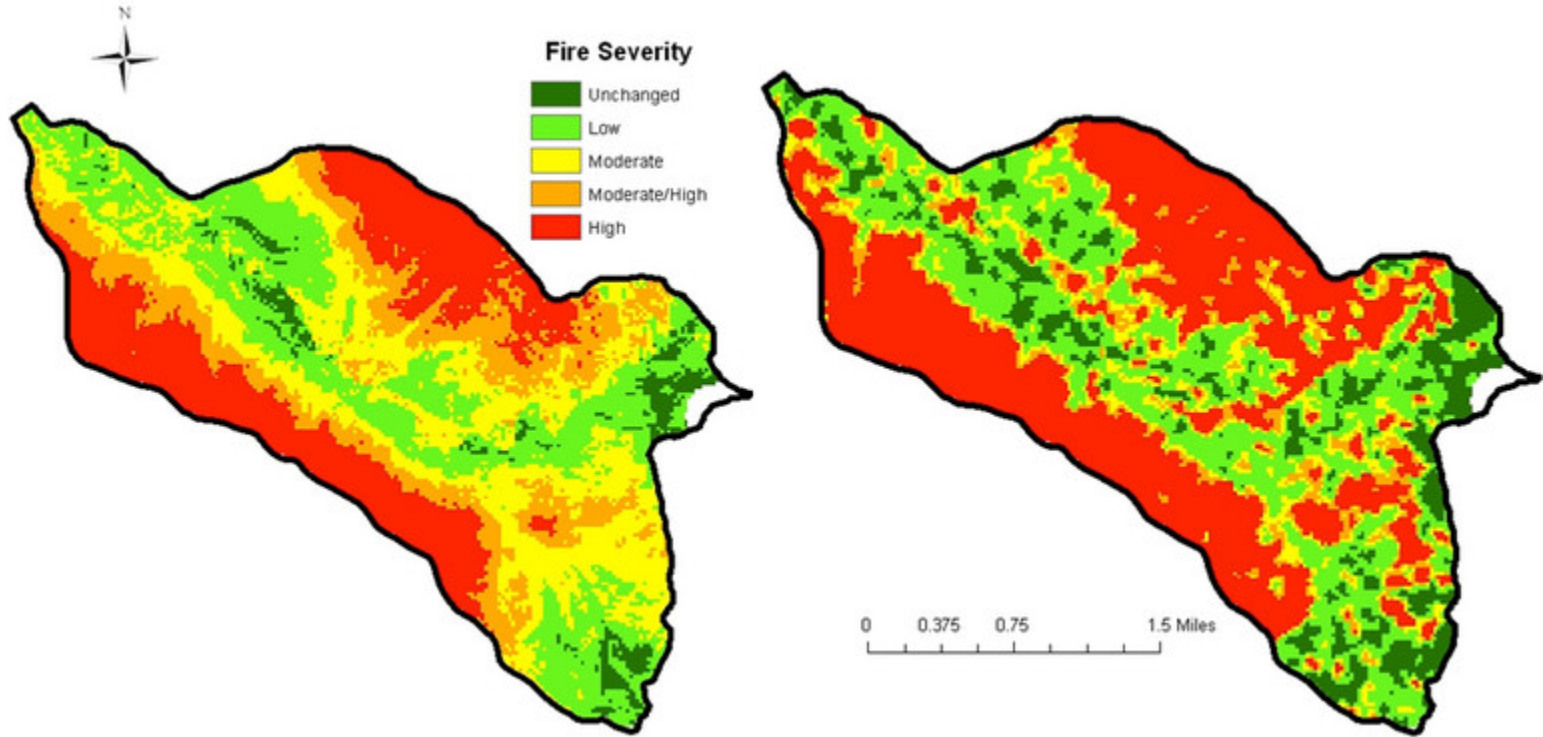 N
Fire Severity
Unchanged
Low
Moderate
Moderate/High
High
0 0.375 0.75 1.5 Miles